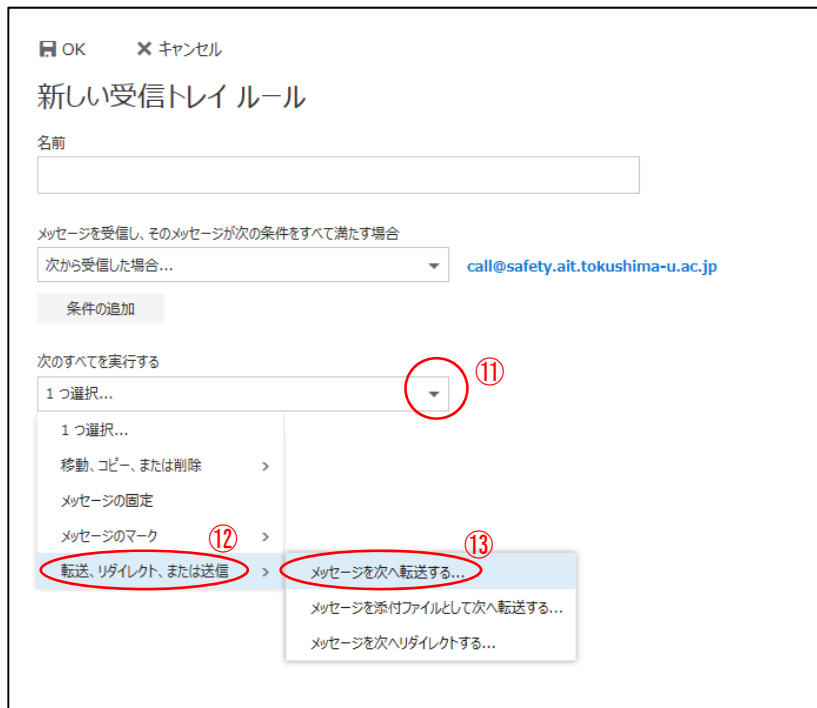 OK ✕ キャンセル
新しい受信トレイ ルール
名前
メッセージを受信し、そのメッセージが次の条件をすべて満たす場合
次から受信した場合... call@safety.ait.tokushima-u.ac.jp
条件の追加
次のすべてを実行する
⑪
1 つ選択...
1 つ選択...
移動、コピー、または削除 >
メッセージの固定
メッセージのマーク >
⑫ ⑬
転送、リダイレクト、または送信 > メッセージを次へ転送する...
メッセージを添付ファイルとして次へ転送する...
メッセージを次へリダイレクトする...